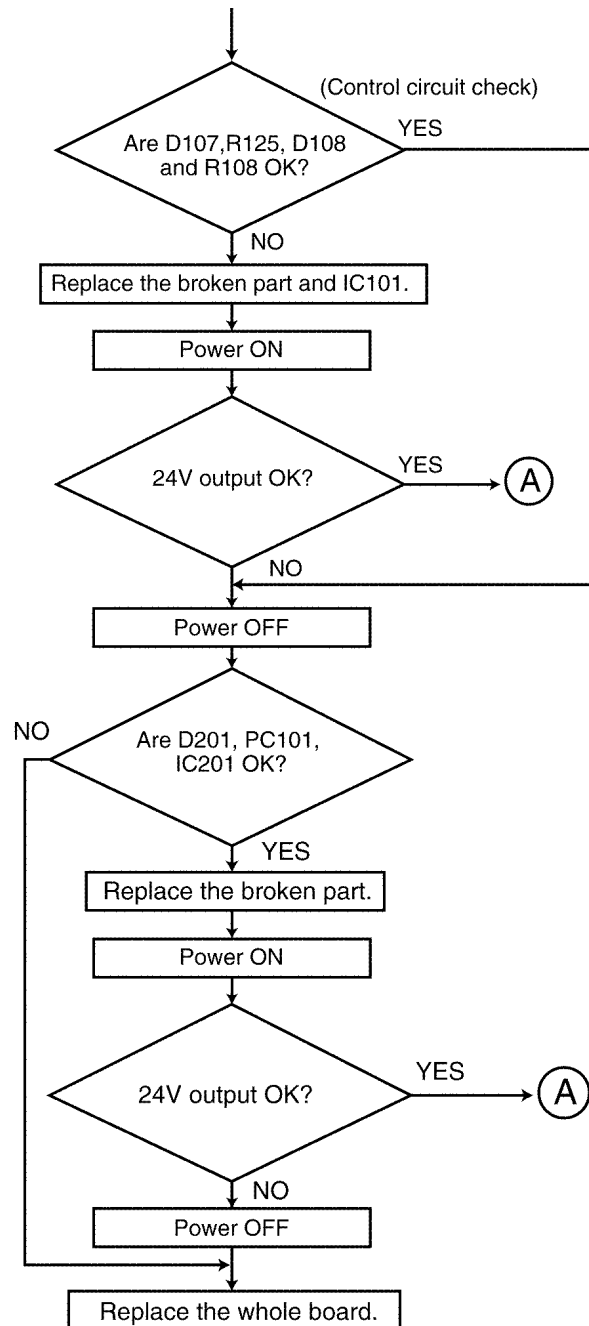 (Control circuit check)
YES
Are D107,R125, D108
and R108 OK?
NO
Replace the broken part and IC101.
Power ON
24V output OK?
YES
A
NO
Power OFF
NO
Are D201, PC101,
IC201 OK?
YES
Replace the broken part.
Power ON
24V output OK?
YES
A
NO
Power OFF
Replace the whole board.